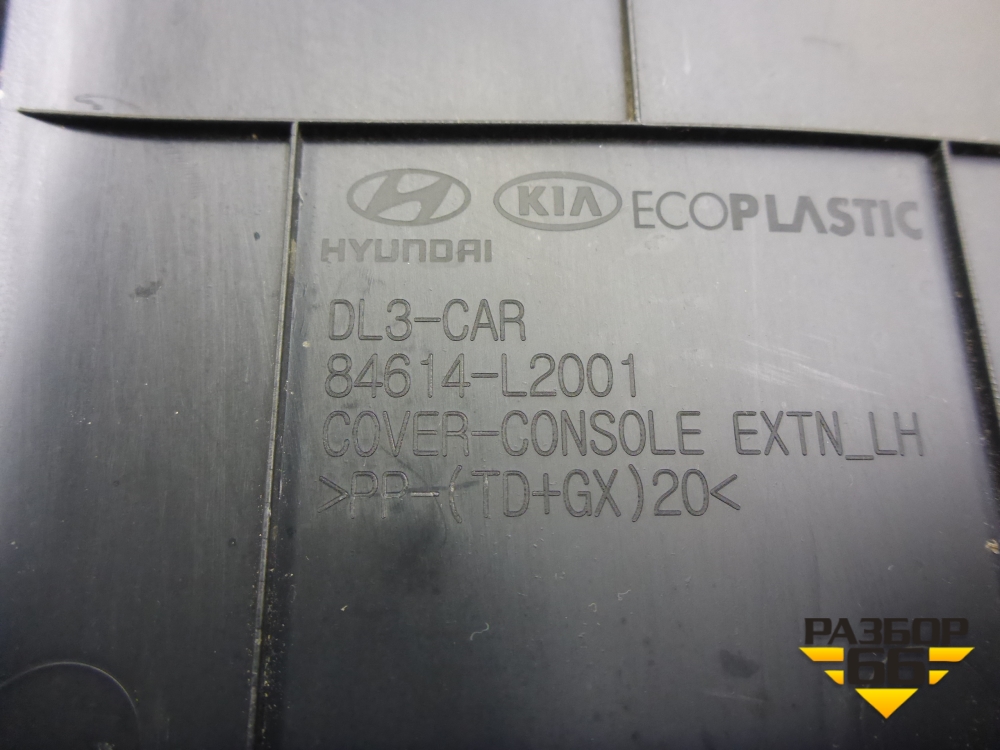 KIA ECOPLASTIC
HYUNDAI
DL3-CAR
84614-L2001
COVER-CONSOLE EXTN_LH
>PP-(TD+GX)20<
РАЗБОР
66